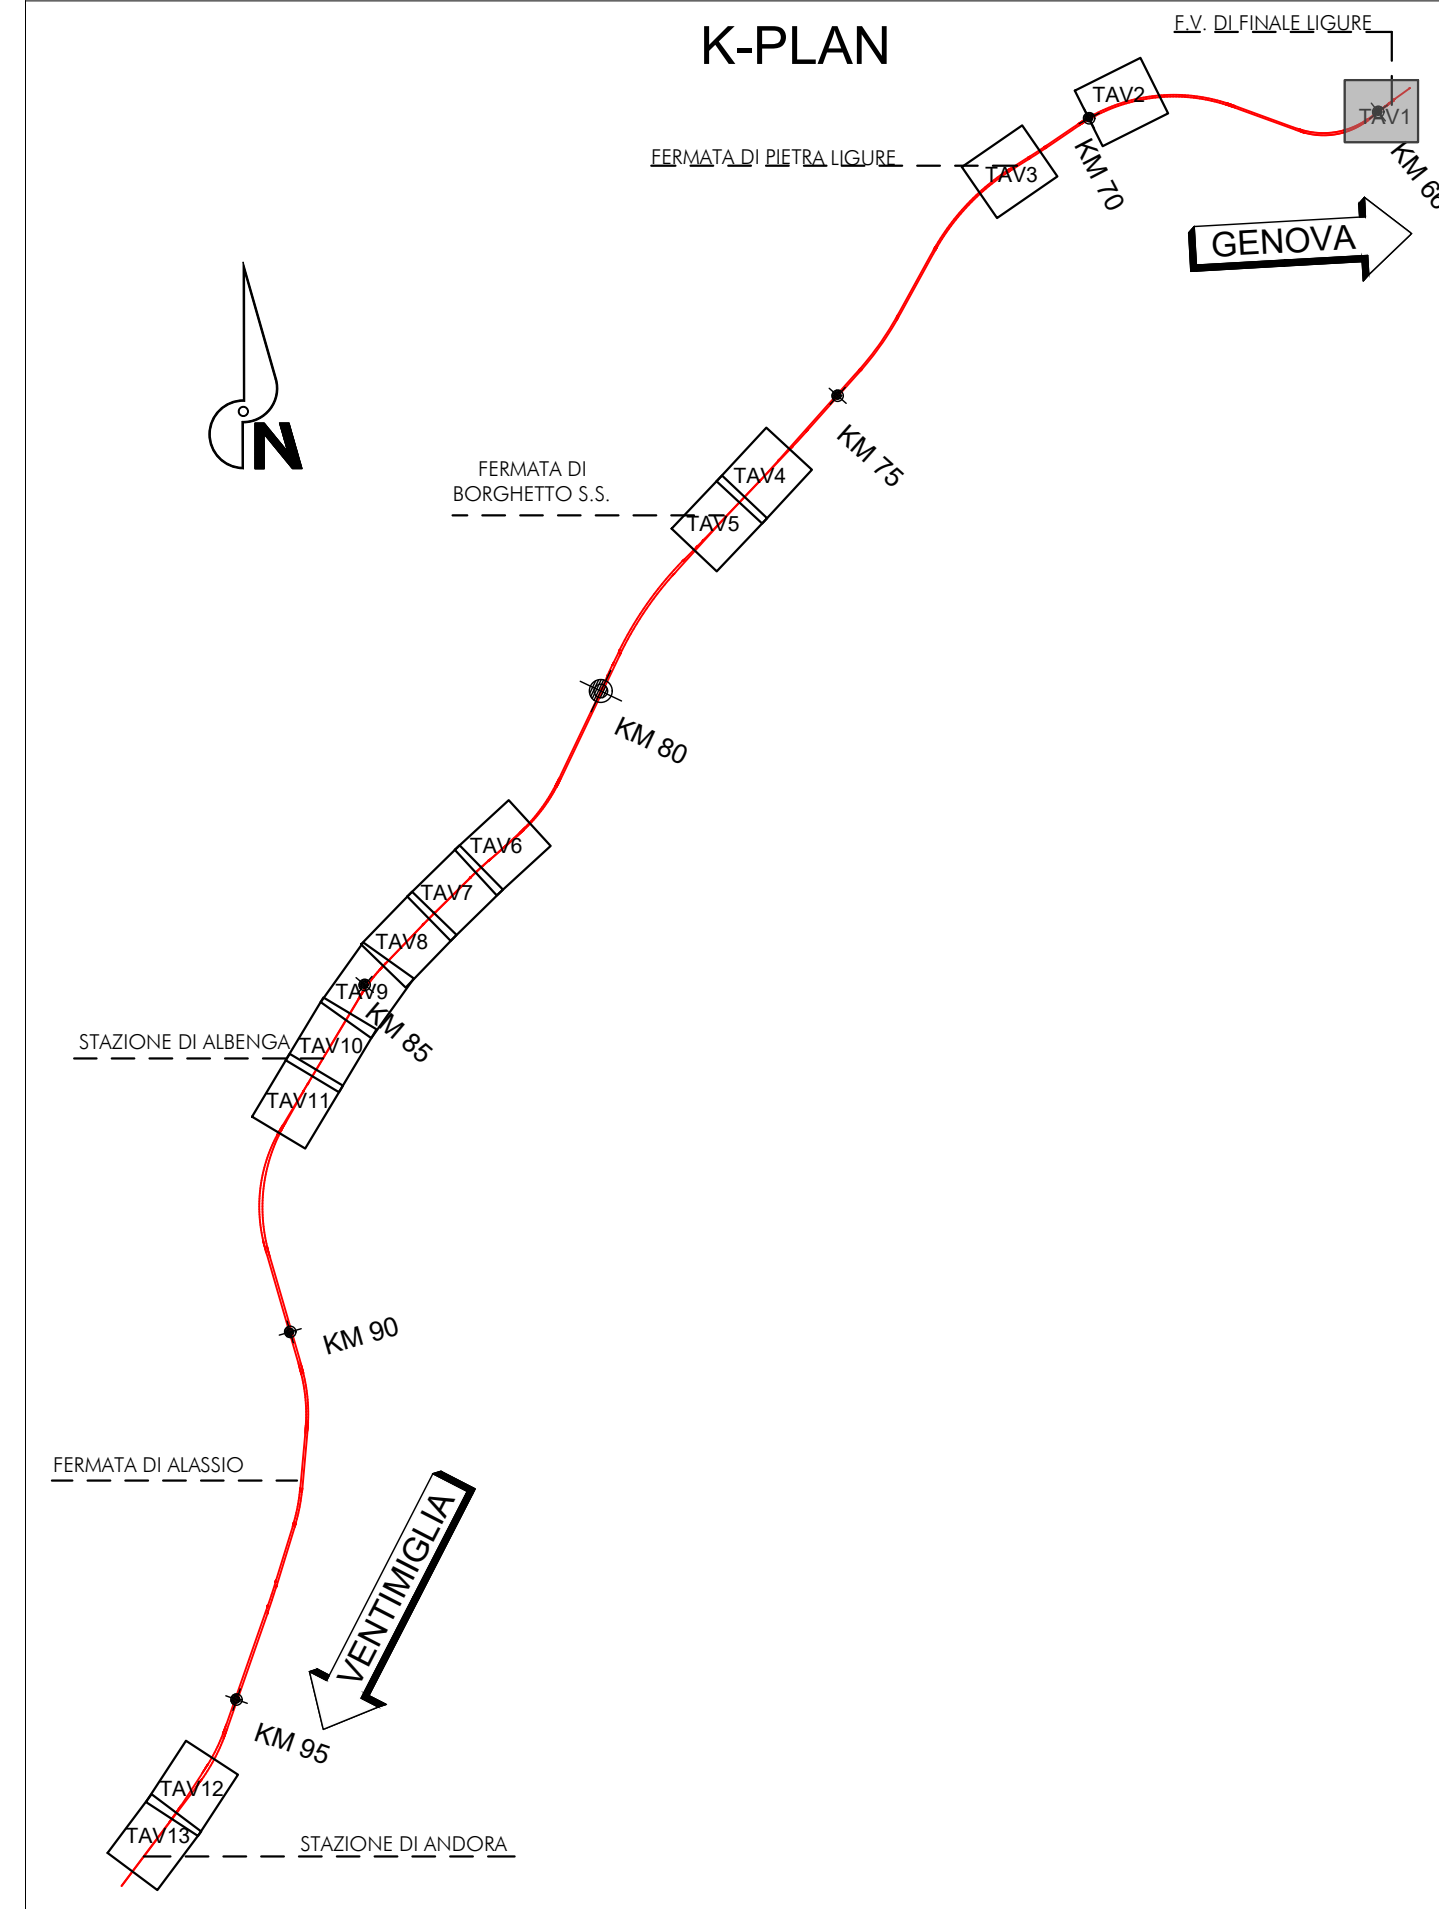 F.V. DI FINALE LIGURE
K-PLAN
TAV2
TAV1
KM 70
KM 66
FERMATA DI PIETRA LIGURE
TAV3
GENOVA
N
KM 75
FERMATA DI
BORGHETTO S.S.
TAV4
TAV5
KM 80
TAV6
TAV7
TAV8
TAV9
KM 85
STAZIONE DI ALBENGA
TAV10
TAV11
KM 90
FERMATA DI ALASSIO
VENTIMIGLIA
KM 95
TAV12
TAV13
STAZIONE DI ANDORA